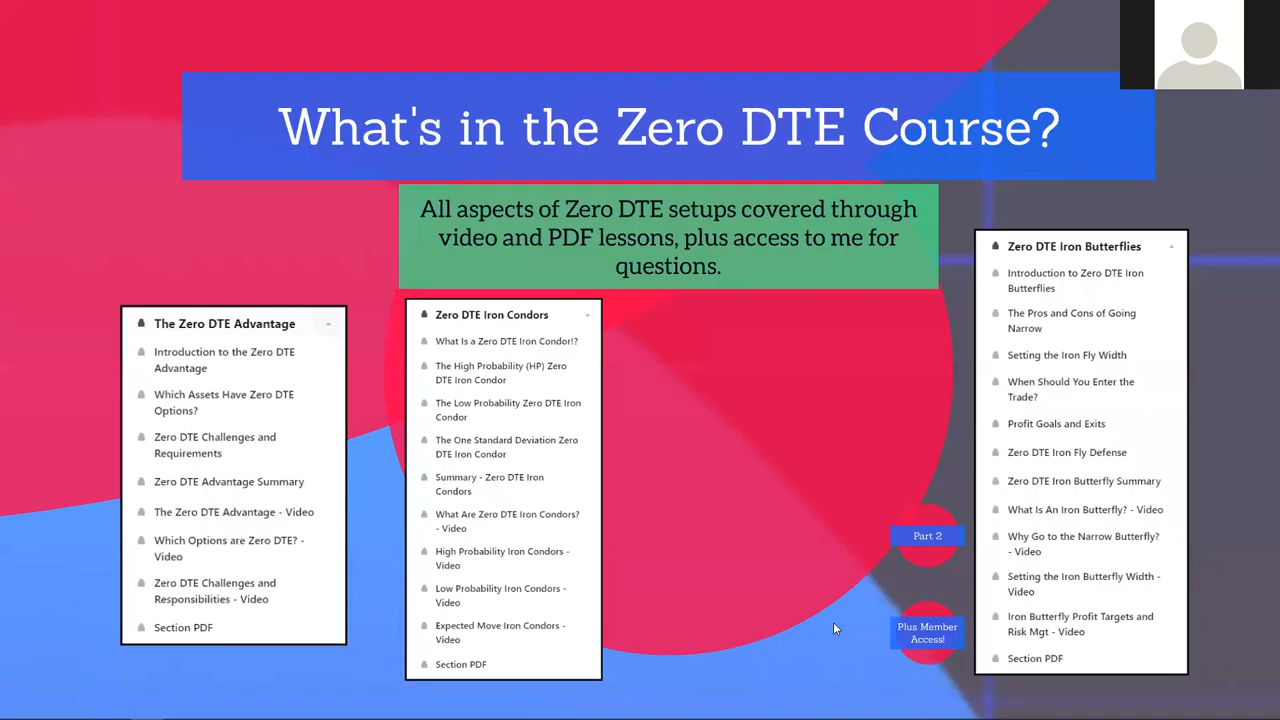 What's in the Zero DTE Course?
All aspects of Zero DTE setups covered through
video and PDF lessons, plus access to me for
questions.
The Zero DTE Advantage
Introduction to the Zero DTE
Advantage
Which Assets Have Zero DTE
Options?
Zero DTE Challenges and
Requirements
Zero DTE Advantage Summary
The Zero DTE Advantage - Video
Which Options are Zero DTE? -
Video
Zero DTE Challenges and
Responsibilities - Video
Section PDF
Zero DTE Iron Condors
What Is a Zero DTE Iron Condor!?
The High Probability (HP) Zero
DTE Iron Condor
The Low Probability Zero DTE Iron
Condor
The One Standard Deviation Zero
DTE Iron Condor
Summary - Zero DTE Iron
Condors
What Are Zero DTE Iron Condors?
- Video
High Probability Iron Condors -
Video
Low Probability Iron Condors -
Video
Expected Move Iron Condors -
Video
Section PDF
Part 2
Plus Member
Access!
Zero DTE Iron Butterflies
Introduction to Zero DTE Iron
Butterflies
The Pros and Cons of Going
Narrow
Setting the Iron Fly Width
When Should You Enter the
Trade?
Profit Goals and Exits
Zero DTE Iron Fly Defense
Zero DTE Iron Butterfly Summary
What Is An Iron Butterfly? - Video
Why Go to the Narrow Butterfly?
- Video
Setting the Iron Butterfly Width -
Video
Iron Butterfly Profit Targets and
Risk Mgt - Video
Section PDF